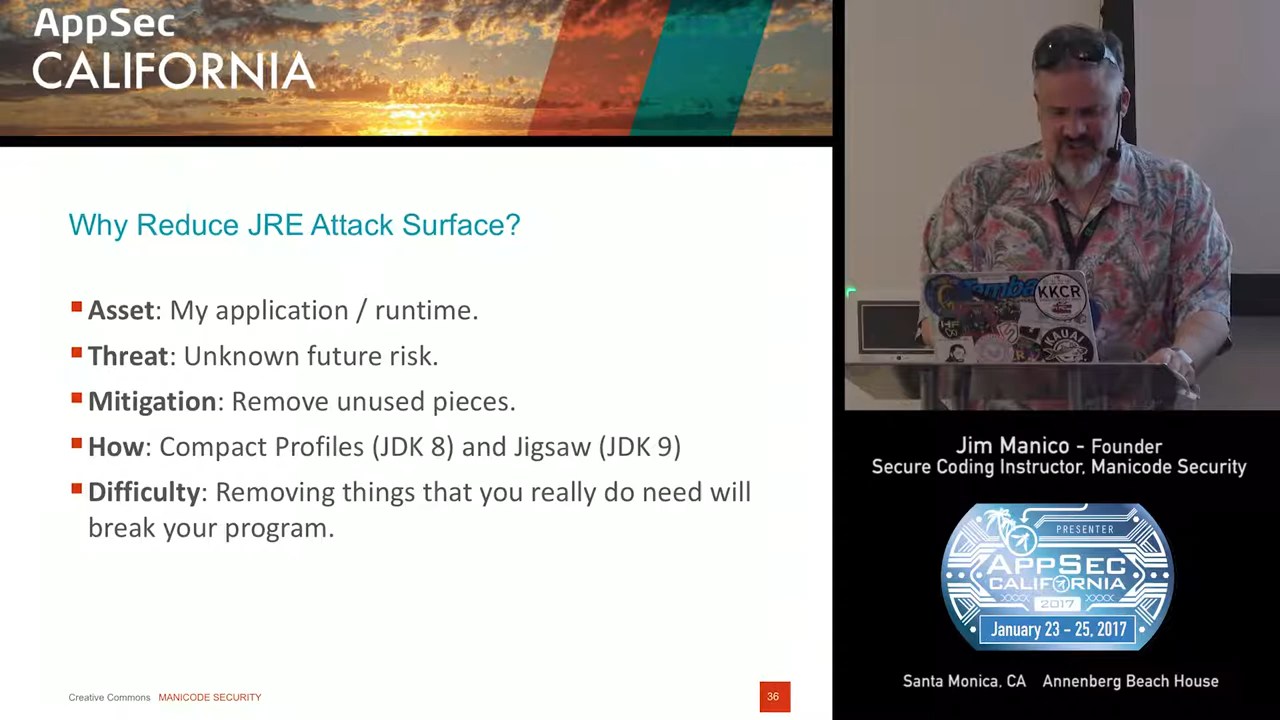 AppSec
CALIFORNIA
Why Reduce JRE Attack Surface?
Asset: My application / runtime.
Threat: Unknown future risk.
Mitigation: Remove unused pieces.
How: Compact Profiles (JDK 8) and Jigsaw (JDK 9)
Difficulty: Removing things that you really do need will
break your program.
Creative Commons MANICODE SECURITY
36
KKCR
KAUAI
Jim Manico - Founder
Secure Coding Instructor, Manicode Security
PRESENTER
APPSEC
CALIFORNIA
XXXX 2017 XXXX
January 23 - 25, 2017
Santa Monica, CA Annenberg Beach House